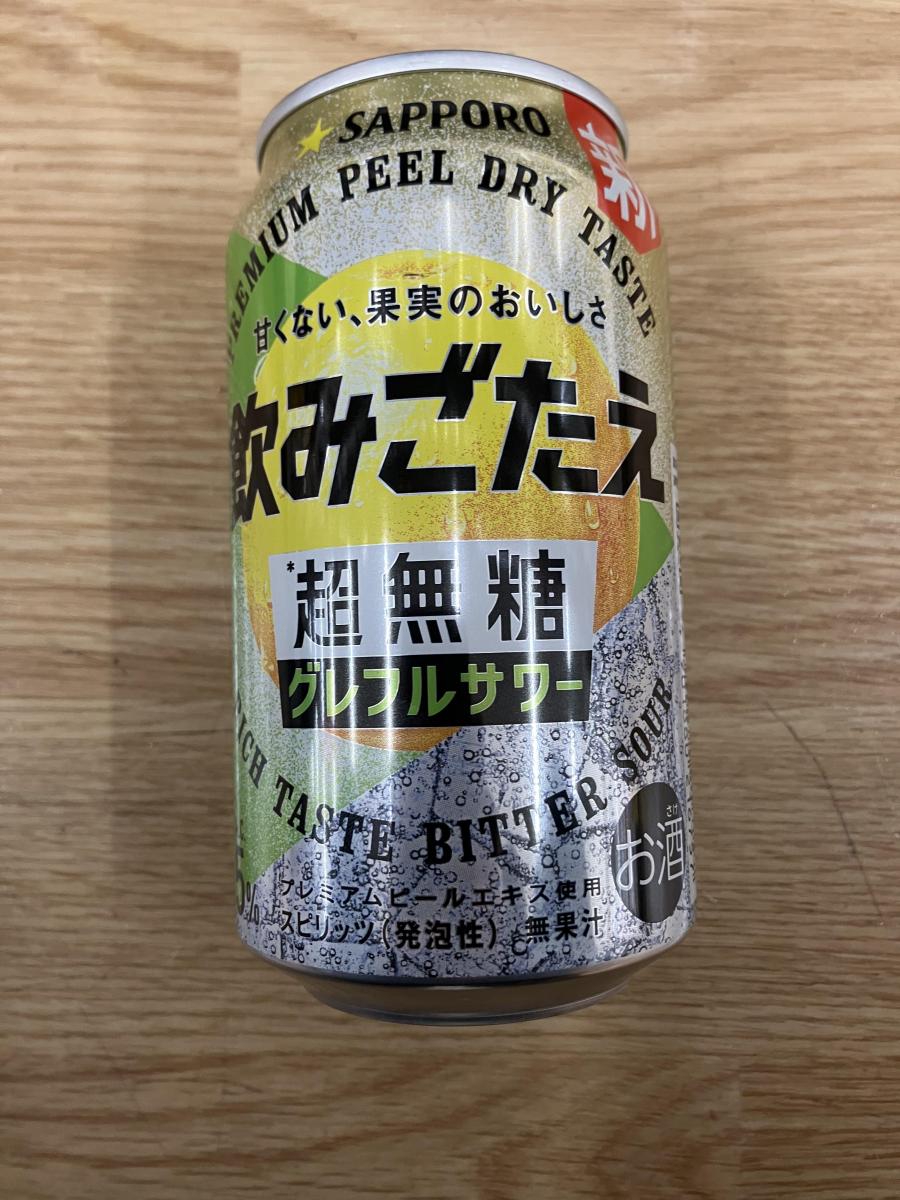 SAPPORO
新
PREMIUM PEEL DRY TASTE
甘くない、果実のおいしさ
飲みごたえ
*超無糖
グレフルサワー
RICH TASTE BITTER SOUR
さけ
お酒
プレミアムピールエキス使用
スピリッツ(発泡性) 無果汁